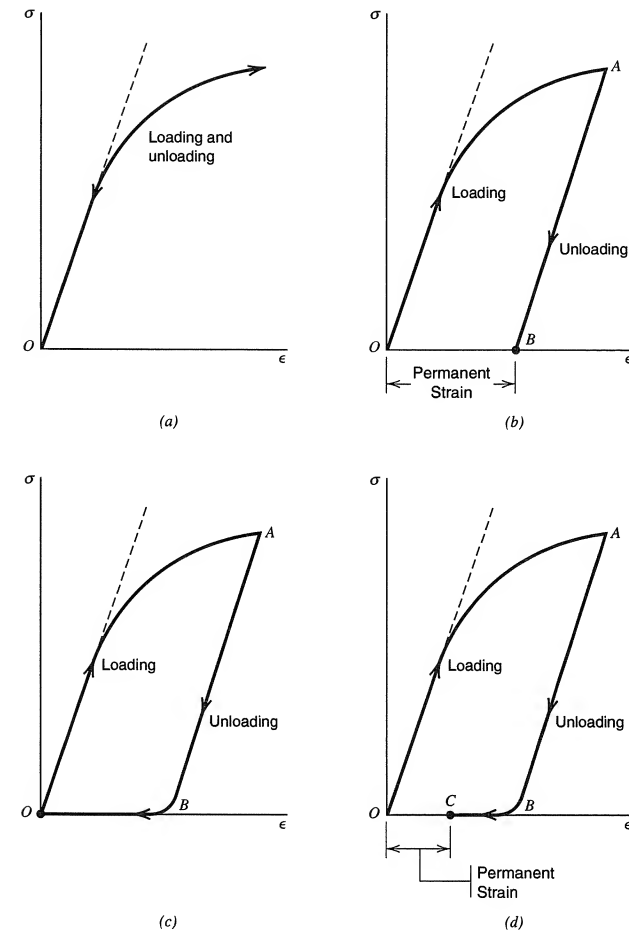 σ
Loading and
unloading
O
ϵ
(a)
σ
A
Loading
Unloading
O
B
ϵ
Permanent
Strain
(b)
σ
A
Loading
Unloading
O
B
ϵ
(c)
σ
A
Loading
Unloading
O
C
B
ϵ
Permanent
Strain
(d)